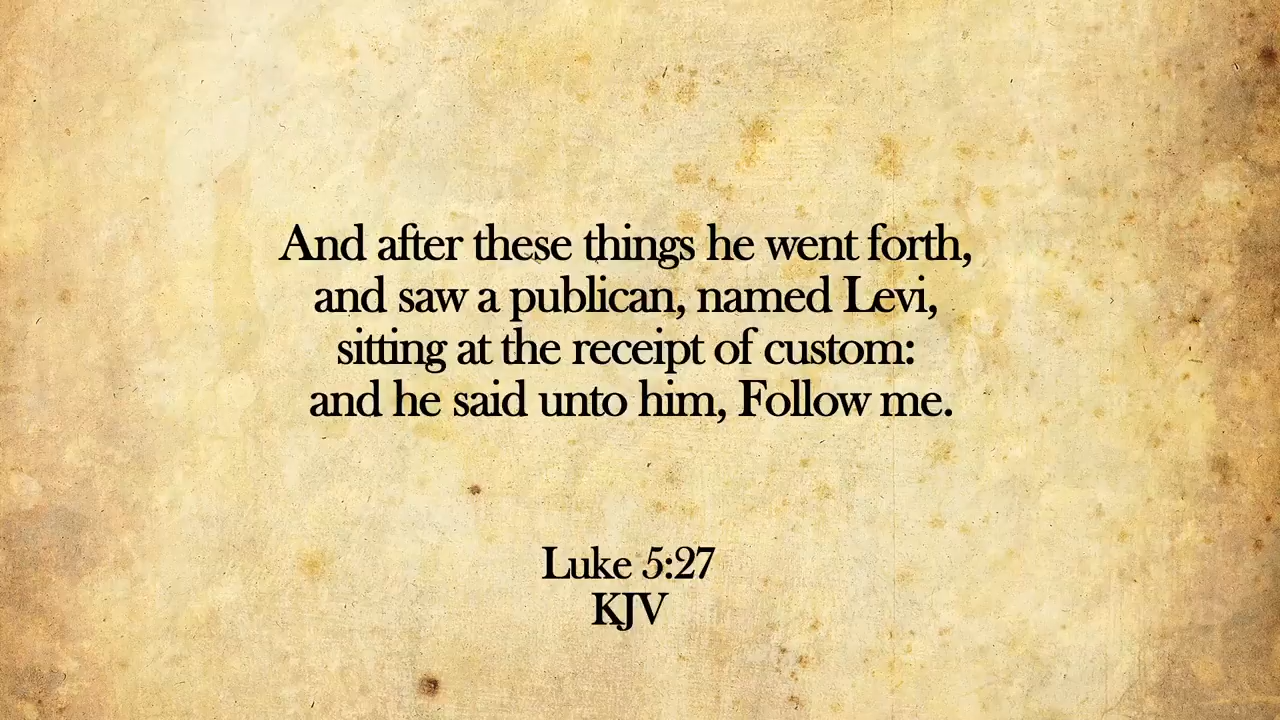 And after these things he went forth,
and saw a publican, named Levi,
sitting at the receipt of custom:
and he said unto him, Follow me.
Luke 5:27
KJV